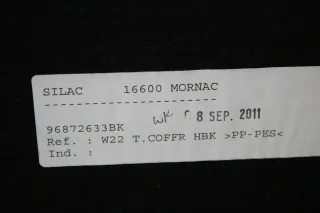 SILAC 16600 MORNAC
----------------------
WK 08 SEP. 2011
96872633BK
Ref. : W22 T.COFFR HBK >PP-PES<
Ind. :